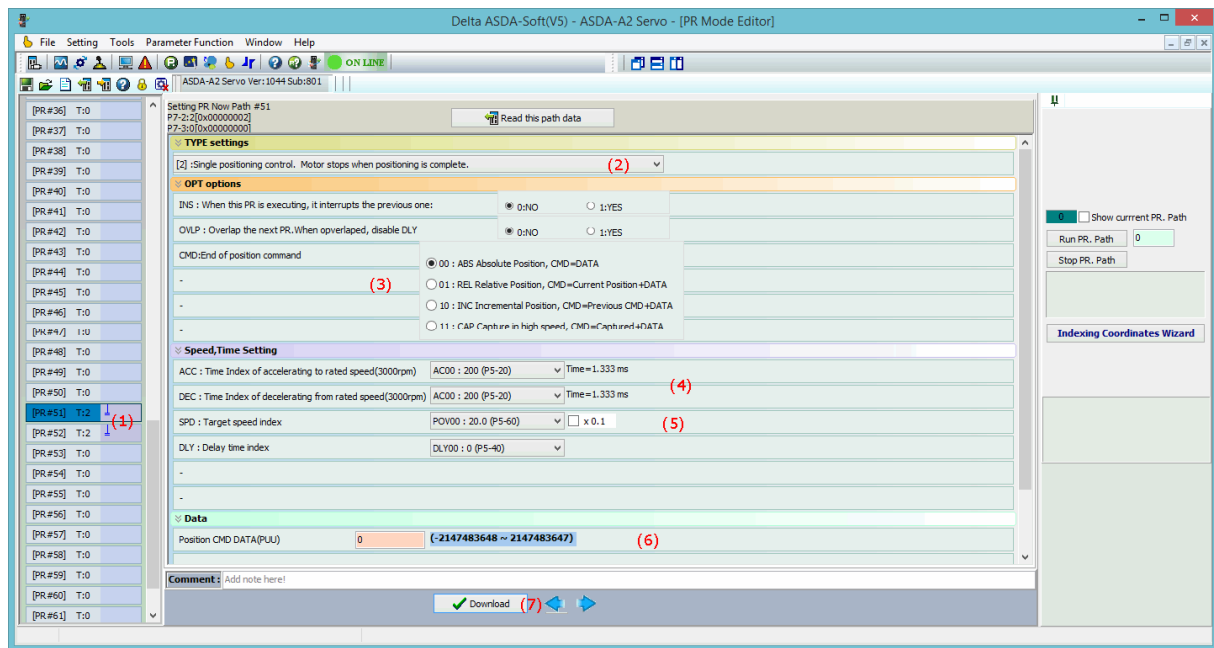 Delta ASDA-Soft(V5) - ASDA-A2 Servo - [PR Mode Editor]
File Setting Tools Parameter Function Window Help
ON LINE
ASDA-A2 Servo Ver:1044 Sub:801
[PR#36] T:0
[PR#37] T:0
[PR#38] T:0
[PR#39] T:0
[PR#40] T:0
[PR#41] T:0
[PR#42] T:0
[PR#43] T:0
[PR#44] T:0
[PR#45] T:0
[PR#46] T:0
[PR#47] T:0
[PR#48] T:0
[PR#49] T:0
[PR#50] T:0
[PR#51] T:2
(1)
[PR#52] T:2
[PR#53] T:0
[PR#54] T:0
[PR#55] T:0
[PR#56] T:0
[PR#57] T:0
[PR#58] T:0
[PR#59] T:0
[PR#60] T:0
[PR#61] T:0
Setting PR Now Path #51
P7-2:2[0x00000002]
P7-3:0[0x00000000]
Read this path data
TYPE settings
[2] :Single positioning control. Motor stops when positioning is complete. (2)
OPT options
INS : When this PR is executing, it interrupts the previous one: 0:NO 1:YES
OVLP : Overlap the next PR.When opverlaped, disable DLY 0:NO 1:YES
CMD:End of position command
00 : ABS Absolute Position, CMD=DATA
- (3) 01 : REL Relative Position, CMD=Current Position+DATA
- 10 : INC Incremental Position, CMD=Previous CMD+DATA
- 11 : CAP Capture in high speed, CMD=Captured+DATA
Speed,Time Setting
ACC : Time Index of accelerating to rated speed(3000rpm) AC00 : 200 (P5-20) Time=1.333 ms
(4)
DEC : Time Index of decelerating from rated speed(3000rpm) AC00 : 200 (P5-20) Time=1.333 ms
SPD : Target speed index POV00 : 20.0 (P5-60) x 0.1 (5)
DLY : Delay time index DLY00 : 0 (P5-40)
-
-
Data
Position CMD DATA(PUU) 0 (-2147483648 ~ 2147483647) (6)
Comment : Add note here!
Download (7)
0 Show currrent PR. Path
Run PR. Path 0
Stop PR. Path
Indexing Coordinates Wizard